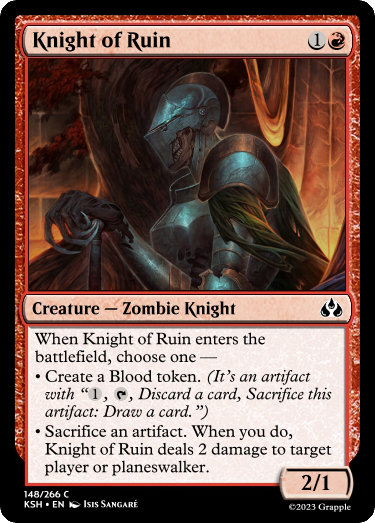 Knight of Ruin 1
Creature — Zombie Knight
When Knight of Ruin enters the
battlefield, choose one —
• Create a Blood token. (It's an artifact
with “1, , Discard a card, Sacrifice this
artifact: Draw a card.”)
• Sacrifice an artifact. When you do,
Knight of Ruin deals 2 damage to target
player or planeswalker.
2/1
148/266 C
KSH • EN Isis Sangaré
©2023 Grapple